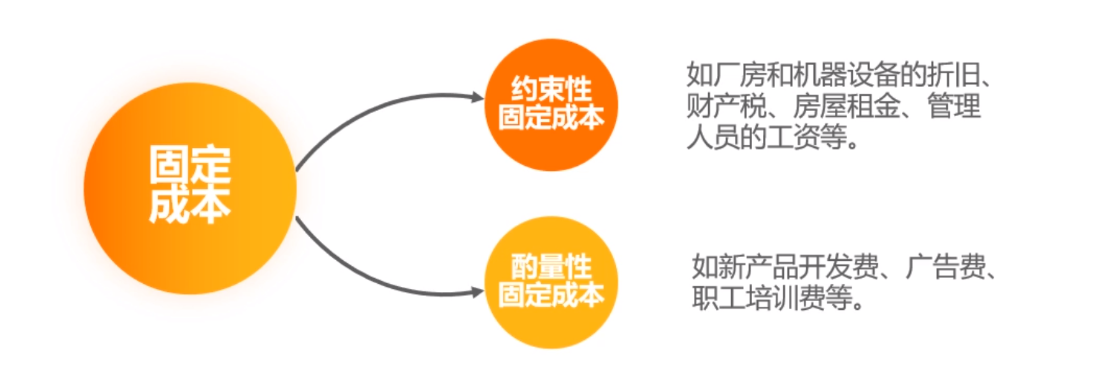 固定
成本
约束性
固定成本
如厂房和机器设备的折旧、
财产税、房屋租金、管理
人员的工资等。
酌量性
固定成本
如新产品开发费、广告费、
职工培训费等。